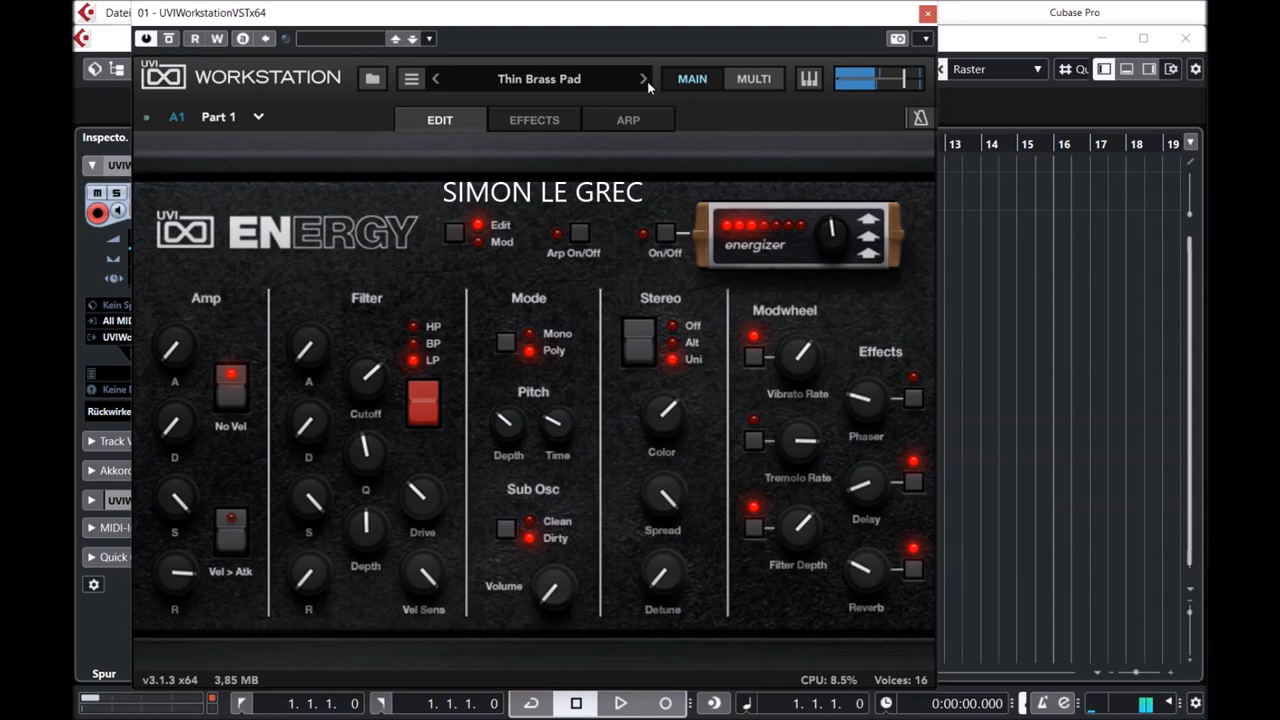 Datei
01 - UVIWorkstationVSTx64
Cubase Pro
R W
UVI
WORKSTATION
Thin Brass Pad
MAIN
MULTI
Raster
A1
Part 1
EDIT
EFFECTS
ARP
13 14 15 16 17 18 19
Inspecto.
SIMON LE GREC
UVI
ENERGY
Edit
Mod
Arp On/Off
On/Off
energizer
m S
Amp
Filter
Mode
Stereo
Modwheel
Effects
A
D
S
R
No Vel
Vel > Atk
A
D
S
R
HP
BP
LP
Cutoff
Q
Drive
Depth
Vel Sens
Mono
Poly
Pitch
Depth
Time
Sub Osc
Clean
Dirty
Volume
Off
Alt
Uni
Color
Spread
Detune
Vibrato Rate
Tremolo Rate
Filter Depth
Phaser
Delay
Reverb
All MI
UVIWo
Keine
Rückwirke
Track
Akkor
MIDI-I
Quick
Spur
v3.1.3 x64
3,85 MB
CPU: 8.5%
Voices: 16
1. 1. 1. 0
1. 1. 1. 0
1. 1. 1. 0
0:00:00.000